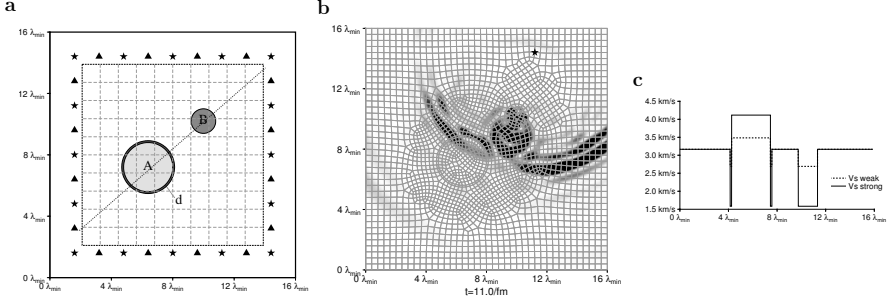 a
16 λmin
12 λmin
8 λmin
4 λmin
0 λmin
B
A
d
0 λmin 4 λmin 8 λmin 12 λmin 16 λmin
b
16 λmin
12 λmin
8 λmin
4 λmin
0 λmin
0 λmin 4 λmin 8 λmin 12 λmin 16 λmin
t=11.0/fm
c
4.5 km/s
4.0 km/s
3.5 km/s
3.0 km/s
2.5 km/s
2.0 km/s
1.5 km/s
Vs weak
Vs strong
0 λmin 4 λmin 8 λmin 12 λmin 16 λmin